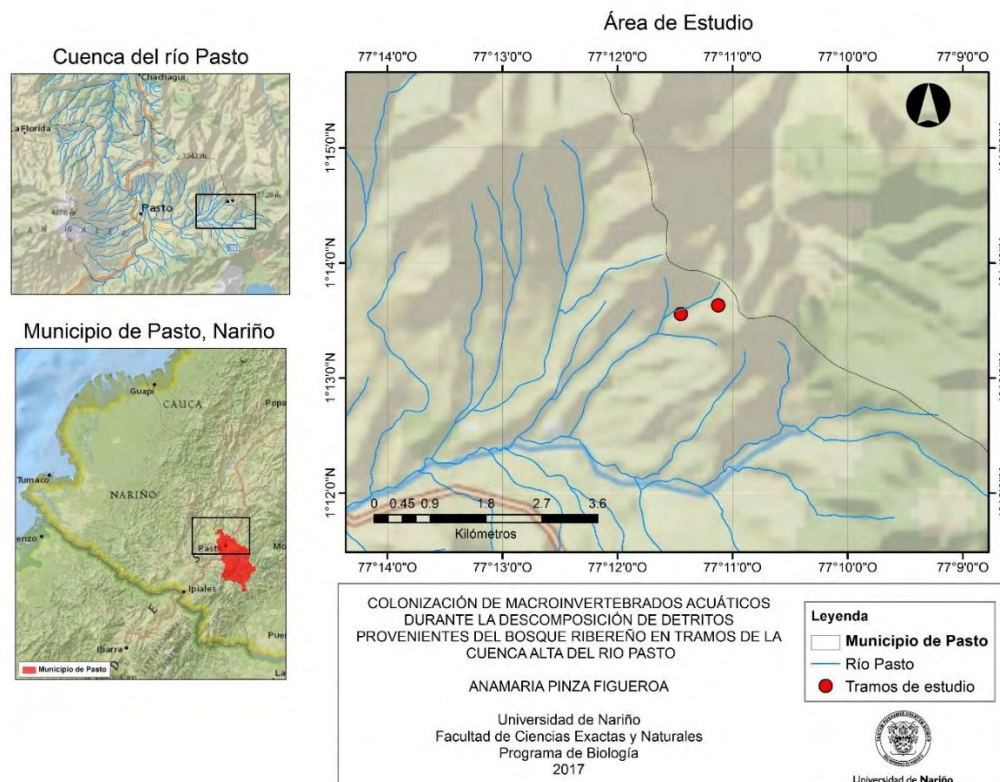 Cuenca del río Pasto
Chachagui
a Florida
Pasto
4276 m
Municipio de Pasto, Nariño
Guapi
CAUCA
Popa
Tumaco
NARIÑO
Pasto
Mo
enzo
Ipiales
Ibarra
Pue
La
Municipio de Pasto
Área de Estudio
77°14'0"O 77°13'0"O 77°12'0"O 77°11'0"O 77°10'0"O 77°9'0"O
1°15'0"N
1°14'0"N
1°13'0"N
1°12'0"N
0 0.45 0.9 1.8 2.7 3.6
Kilómetros
77°14'0"O 77°13'0"O 77°12'0"O 77°11'0"O 77°10'0"O 77°9'0"O
COLONIZACIÓN DE MACROINVERTEBRADOS ACUÁTICOS
DURANTE LA DESCOMPOSICIÓN DE DETRITOS
PROVENIENTES DEL BOSQUE RIBEREÑO EN TRAMOS DE LA
CUENCA ALTA DEL RIO PASTO
ANAMARIA PINZA FIGUEROA
Universidad de Nariño
Facultad de Ciencias Exactas y Naturales
Programa de Biología
2017
Leyenda
Municipio de Pasto
Río Pasto
Tramos de estudio
Universidad de Nariño